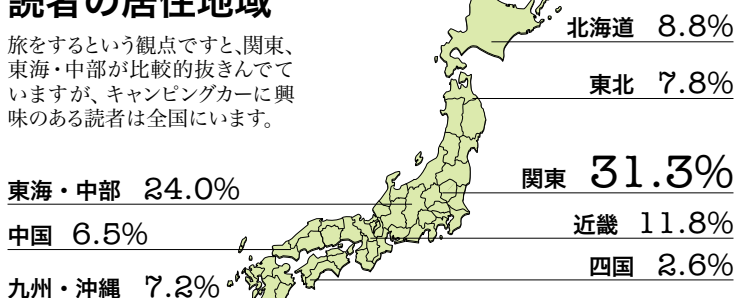 読者の居住地域
旅をするという観点ですと、関東、
東海・中部が比較的抜きんでて
いますが、キャンピングカーに興
味のある読者は全国にいます。
北海道 8.8%
東北 7.8%
関東 31.3%
東海・中部 24.0%
近畿 11.8%
中国 6.5%
四国 2.6%
九州・沖縄 7.2%